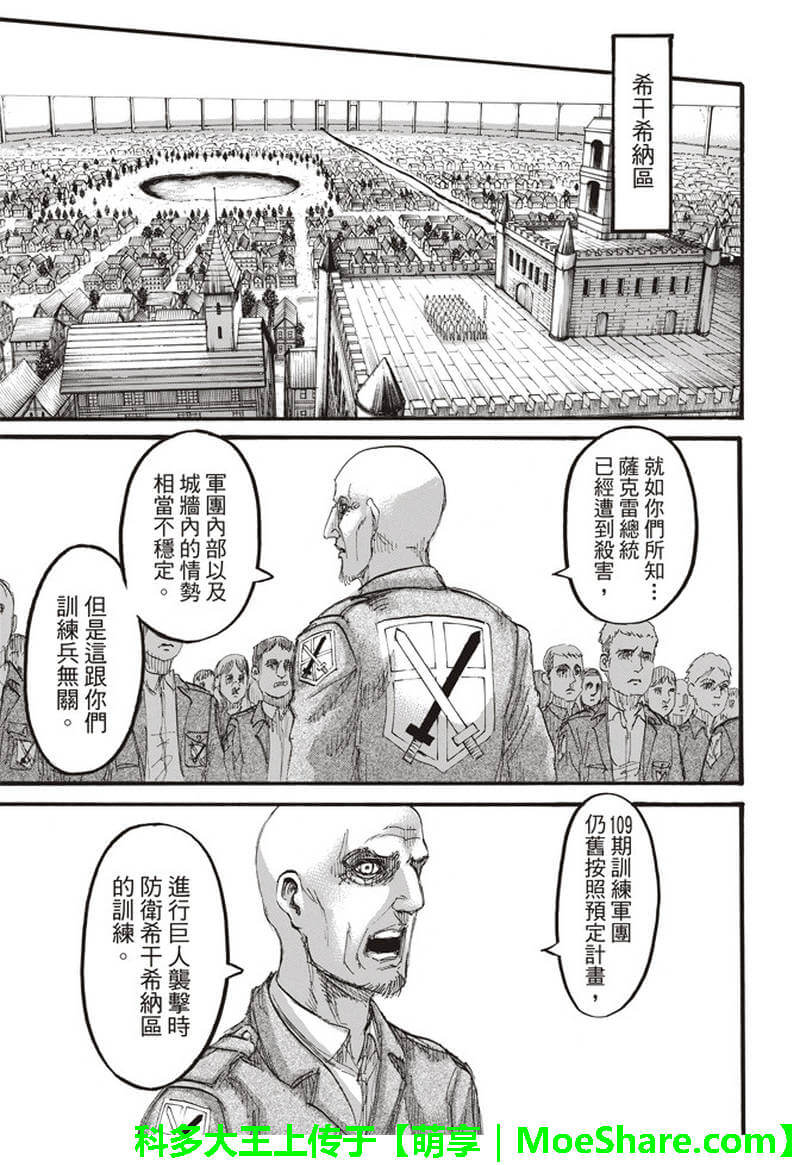 希干希納區
就如你們所知…
薩克雷總統
已經遭到殺害，
軍團內部以及
城牆內的情勢
相當不穩定。
但是這跟你們
訓練兵無關。
109期訓練軍團
仍舊按照預定計畫，
進行巨人襲擊時
防衛希干希納區
的訓練。
科多大王上传于【萌享|MoeShare.com】